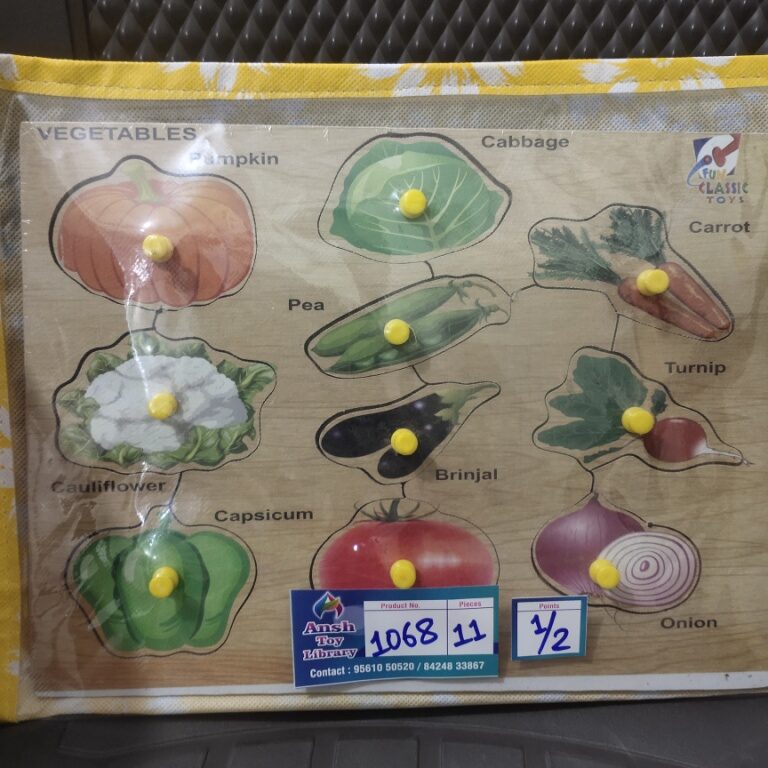 VEGETABLES
Pumpkin
Cabbage
FUN
CLASSIC
TOYS
Carrot
Pea
Turnip
Cauliflower
Brinjal
Capsicum
Onion
Ansh
Toy
Library
Product No.
1068
Pieces
11
Contact : 95610 50520 / 84248 33867
Points
1/2